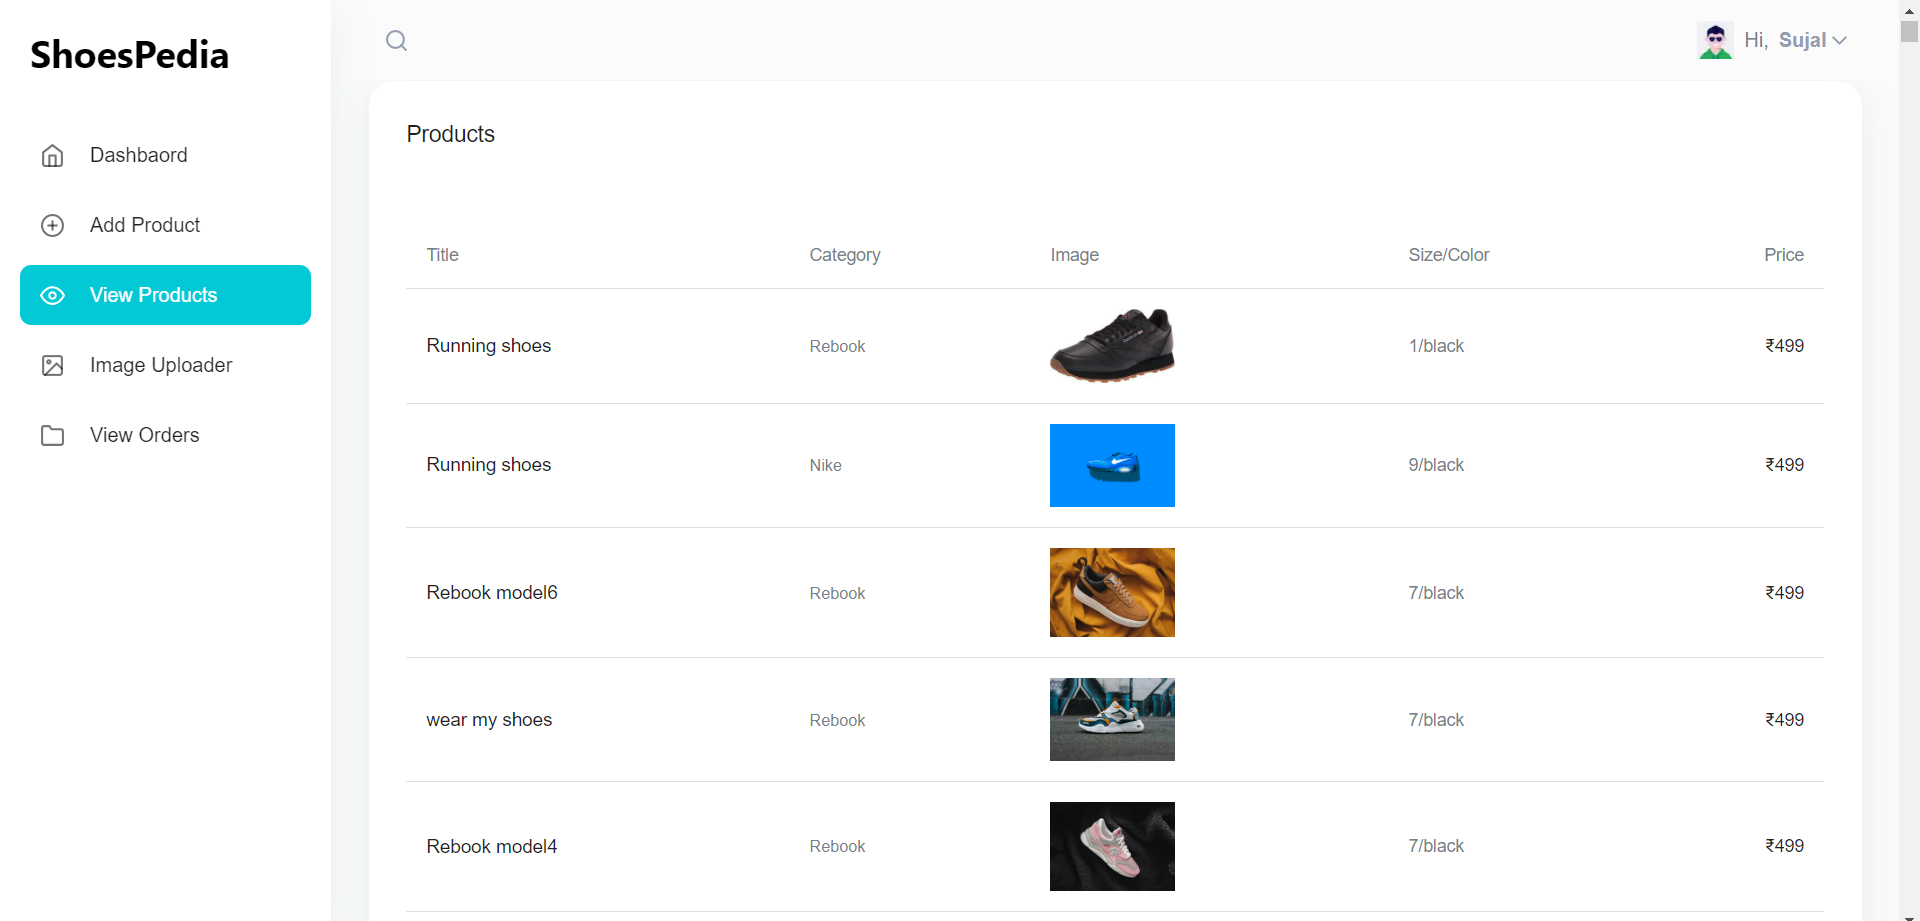 ShoesPedia
Hi, Sujal
Dashbaord
Add Product
View Products
Image Uploader
View Orders
Products
Title Category Image Size/Color Price
Running shoes Rebook 1/black ₹499
Running shoes Nike 9/black ₹499
Rebook model6 Rebook 7/black ₹499
wear my shoes Rebook 7/black ₹499
Rebook model4 Rebook 7/black ₹499